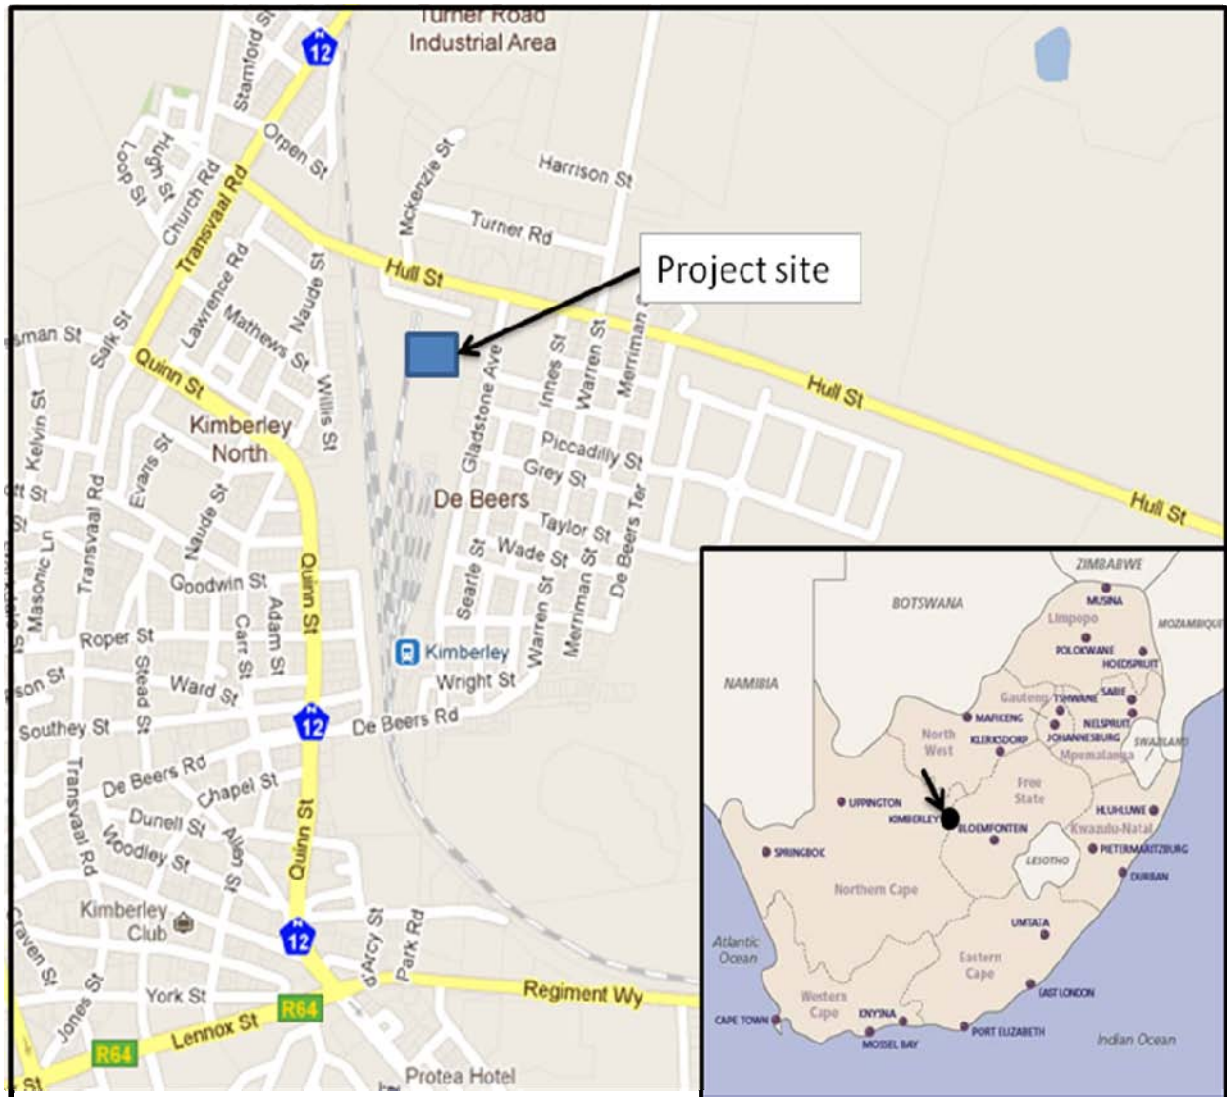 Turner Road
Industrial Area
12
Stamford St
Orpen St
Hugh St
Loop St
Church Rd
Transvaal Rd
Mckenzie St
Harrison St
Turner Rd
Hull St
Project site
Lawrence Rd
Naude St
Mathews St
Salk St
sman St
Quinn St
Willis St
Kimberley
North
Gladstone Ave
Innes St
Warren St
Merriman
Hull St
Hull St
Kelvin St
Evans St
Naude St
Transvaal Rd
Masonic Ln
tt St
St
Piccadilly St
Grey St
De Beers
Taylor St
Wade St
De Beers Ter
Searle St
Warren St
Merriman St
Goodwin St
Quinn St
Adam St
Carr St
Roper St
Stead St
Ward St
son St
Kimberley
Wright St
Southey St
12
De Beers Rd
De Beers Rd
Transvaal Rd
Chapel St
Dunell St
Woodley St
Allen St
Quinn St
Kimberley
Club
12
Craven St
D'Arcy St
Park Rd
York St
Jones St
R64
Lennox St
R64
St
Regiment Wy
Protea Hotel
ZIMBABWE
BOTSWANA
MUSINA
Limpopo
MOZAMBIQUE
POLOKWANE
HOEDSPRUIT
NAMIBIA
Gauteng
TSHWANE
SABIE
MAFIKENG
NELSPRUIT
North
West
KLERKSDORP
JOHANNESBURG
SWAZILAND
Mpumalanga
Free
State
UPPINGTON
KIMBERLEY
BLOEMFONTEIN
HLUHLUWE
Kwazulu-Natal
SPRINGBOK
LESOTHO
PIETERMARITZBURG
DURBAN
Northern Cape
UMTATA
Atlantic
Ocean
Eastern
Cape
EAST LONDON
Western
Cape
CAPE TOWN
KNYSNA
MOSSEL BAY
PORT ELIZABETH
Indian Ocean